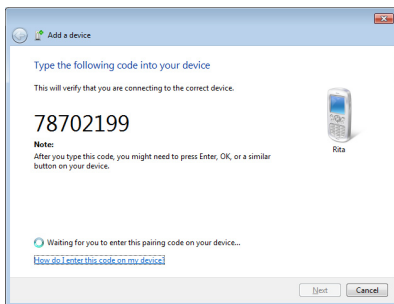 Add a device
Type the following code into your device
This will verify that you are connecting to the correct device.
78702199
Note:
After you type this code, you might need to press Enter, OK, or a similar
button on your device.
Rita
Waiting for you to enter this pairing code on your device...
How do I enter this code on my device?
Next
Cancel